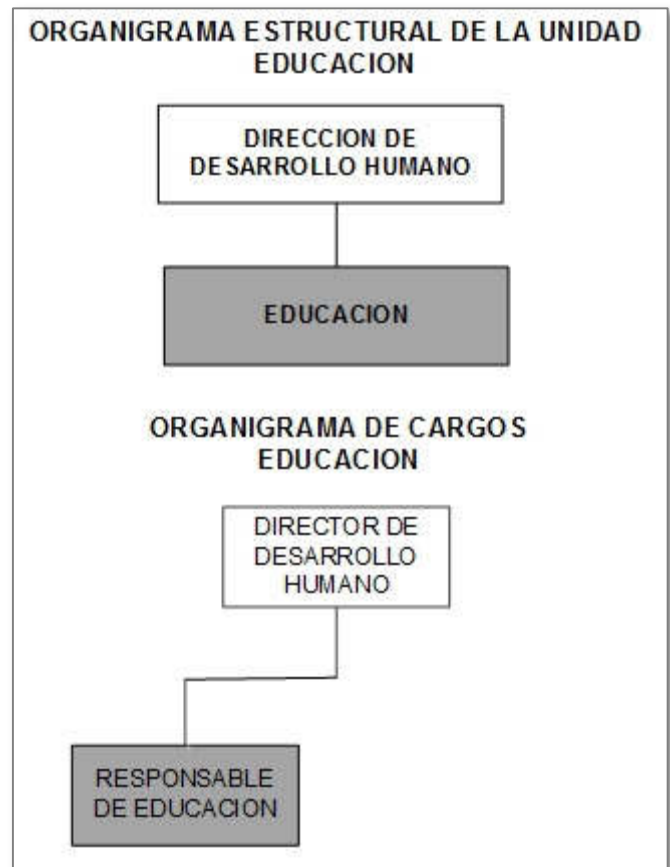 ORGANIGRAMA ESTRUCTURAL DE LA UNIDAD
EDUCACION
DIRECCION DE
DESARROLLO HUMANO
EDUCACION
ORGANIGRAMA DE CARGOS
EDUCACION
DIRECTOR DE
DESARROLLO
HUMANO
RESPONSABLE
DE EDUCACION